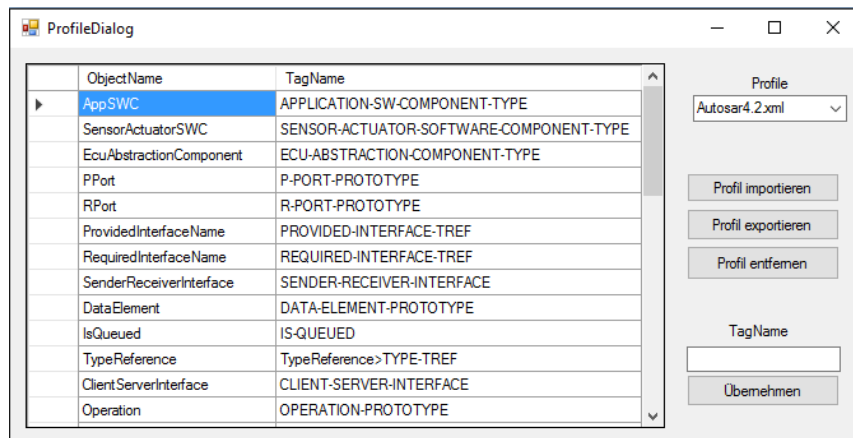 ProfileDialog
ObjectName TagName
AppSWC APPLICATION-SW-COMPONENT-TYPE
SensorActuatorSWC SENSOR-ACTUATOR-SOFTWARE-COMPONENT-TYPE
EcuAbstractionComponent ECU-ABSTRACTION-COMPONENT-TYPE
PPort P-PORT-PROTOTYPE
RPort R-PORT-PROTOTYPE
ProvidedInterfaceName PROVIDED-INTERFACE-TREF
RequiredInterfaceName REQUIRED-INTERFACE-TREF
SenderReceiverInterface SENDER-RECEIVER-INTERFACE
DataElement DATA-ELEMENT-PROTOTYPE
IsQueued IS-QUEUED
TypeReference TypeReference>TYPE-TREF
ClientServerInterface CLIENT-SERVER-INTERFACE
Operation OPERATION-PROTOTYPE
Profile
Autosar4.2.xml
Profil importieren
Profil exportieren
Profil entfernen
TagName
Übernehmen